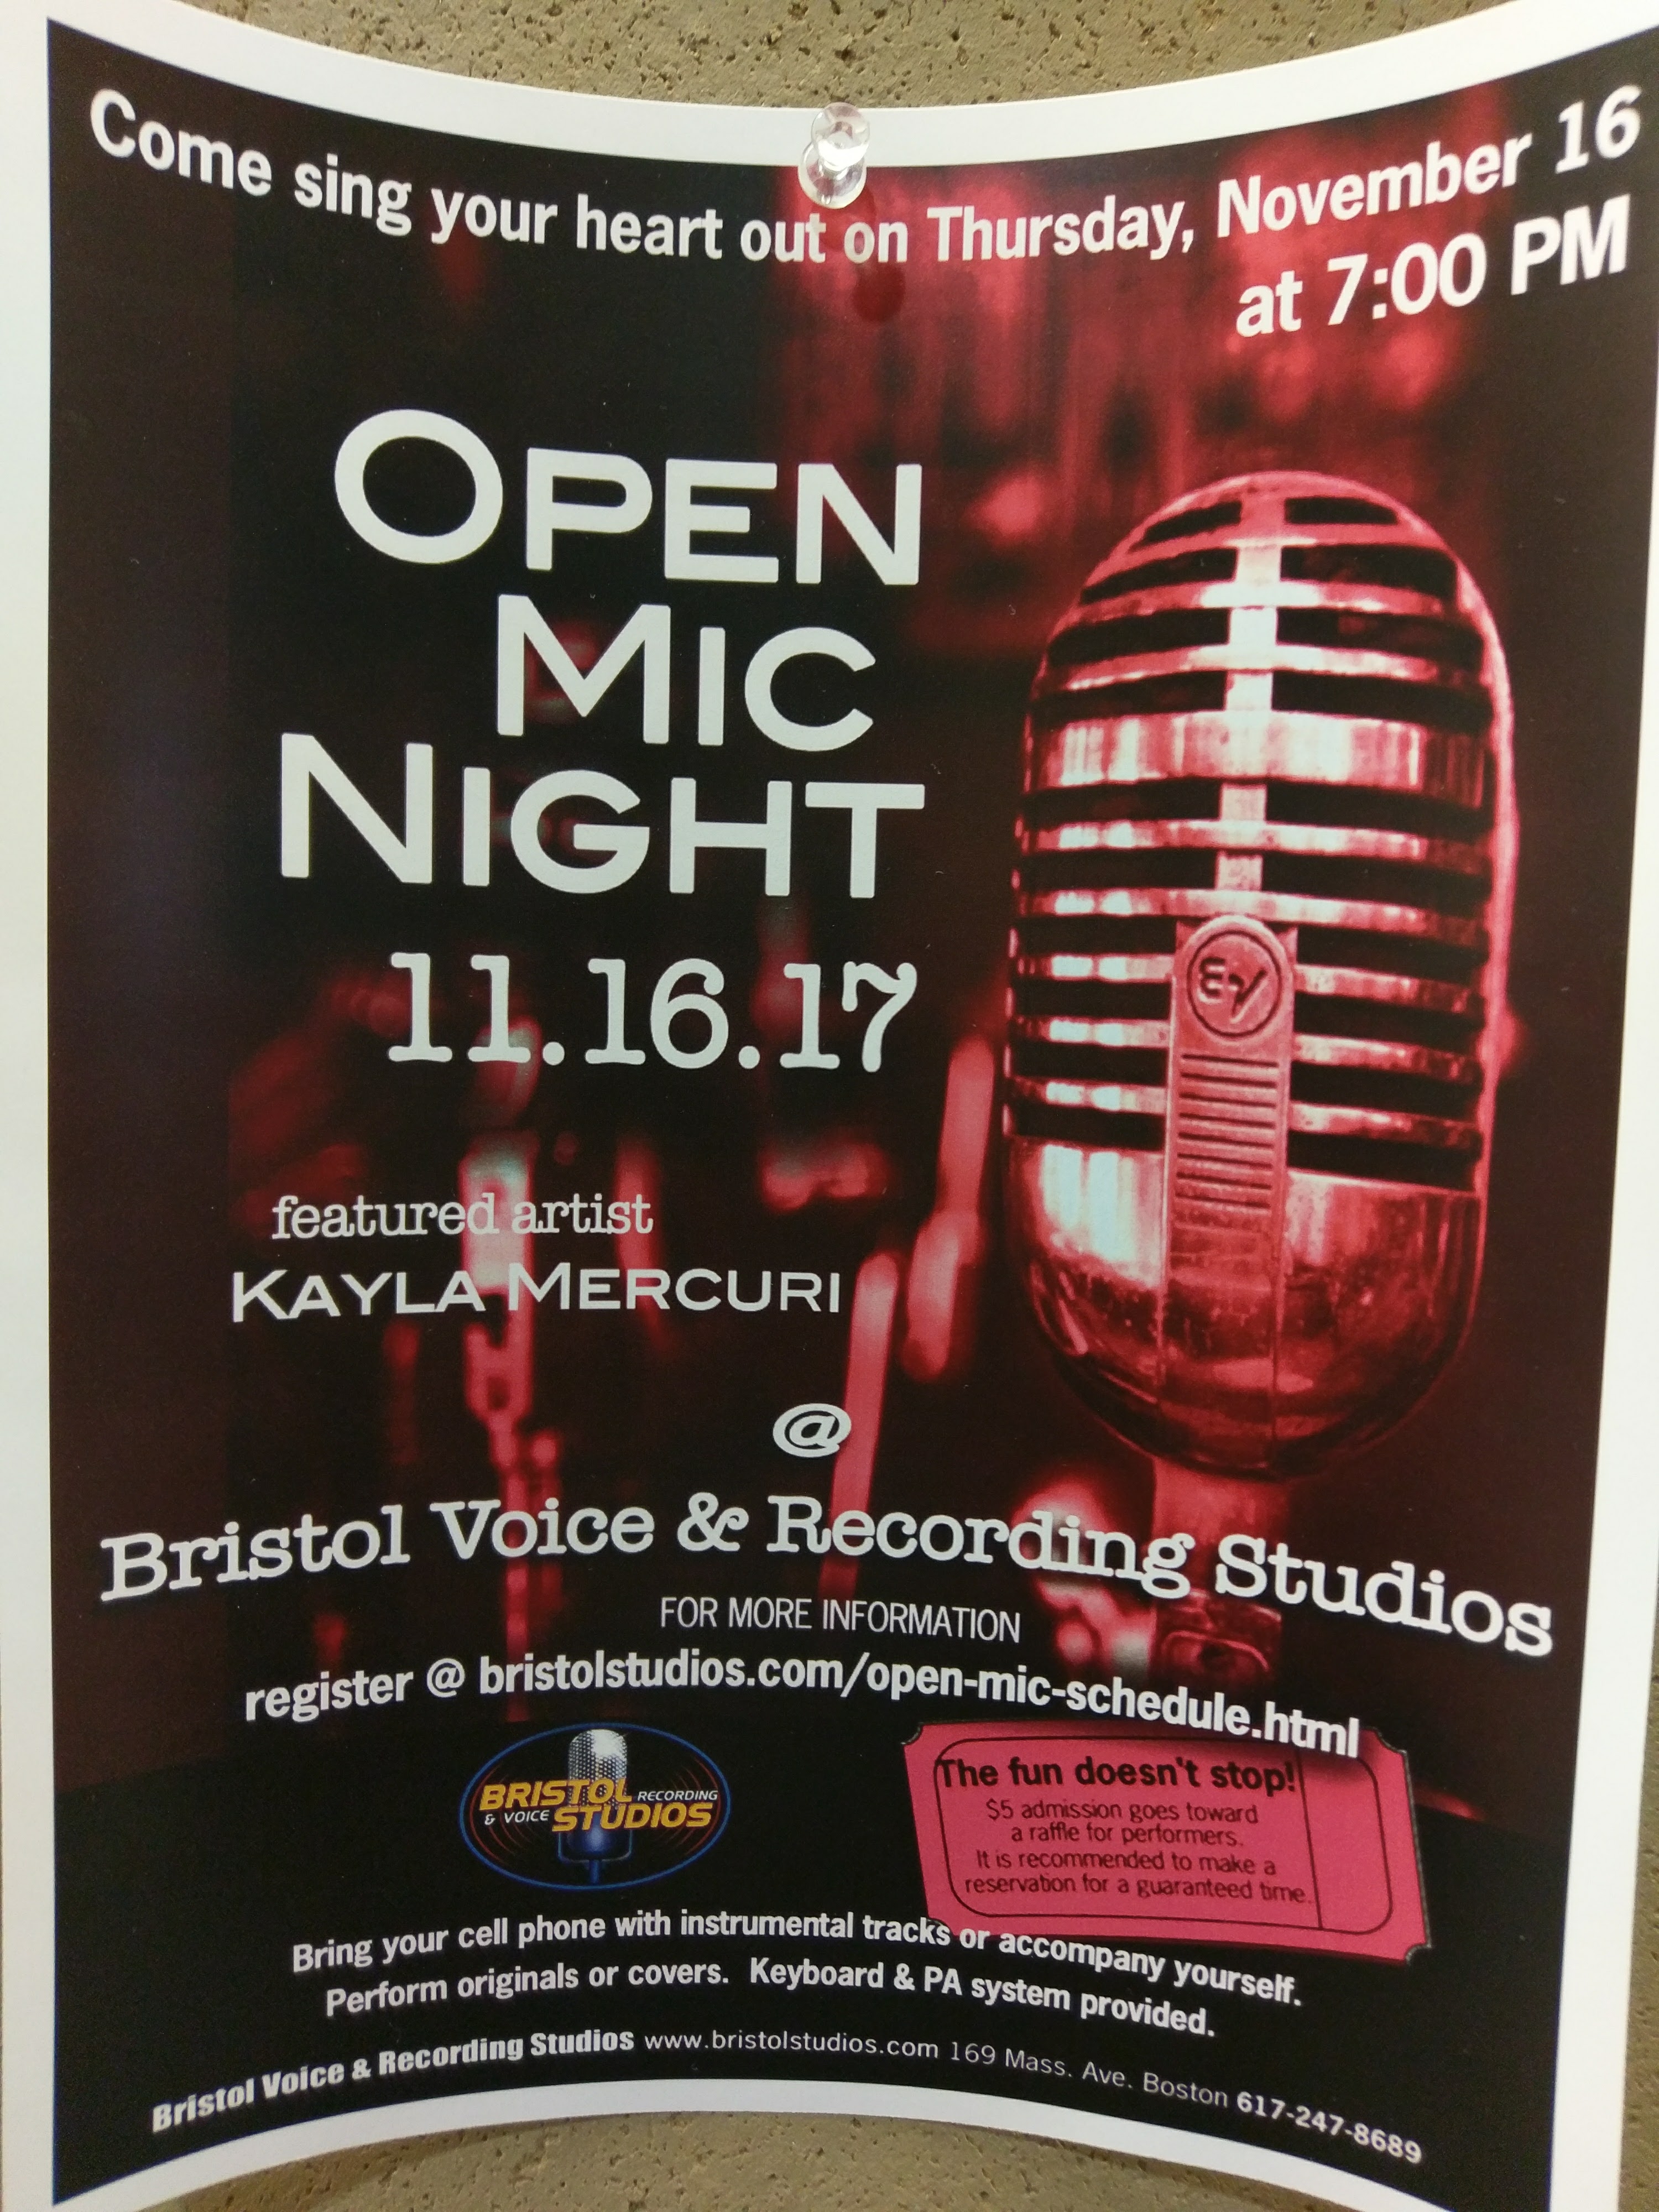 Come sing your heart out on Thursday, November 16
at 7:00 PM
OPEN
MIC
NIGHT
11.16.17
EV
featured artist
KAYLA MERCURI
@
Bristol Voice & Recording Studios
FOR MORE INFORMATION
register @ bristolstudios.com/open-mic-schedule.html
BRISTOL RECORDING
& VOICE STUDIOS
The fun doesn't stop!
$5 admission goes toward
a raffle for performers.
It is recommended to make a
reservation for a guaranteed time.
Bring your cell phone with instrumental tracks or accompany yourself.
Perform originals or covers. Keyboard & PA system provided.
Bristol Voice & Recording Studios www.bristolstudios.com 169 Mass. Ave. Boston 617-247-8689